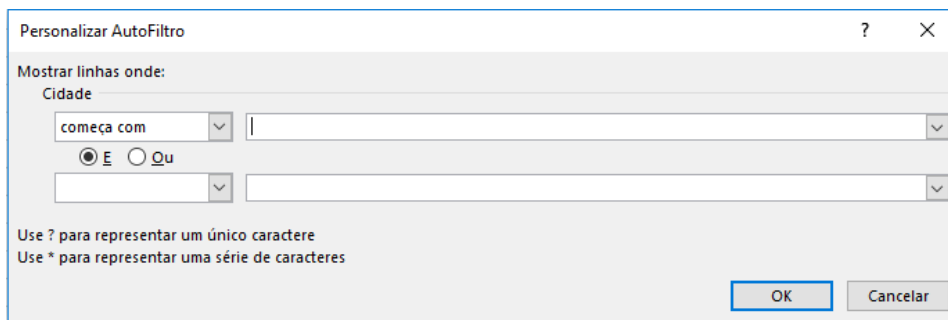 Personalizar AutoFiltro ?
Mostrar linhas onde:
Cidade
começa com
E Ou
Use ? para representar um único caractere
Use * para representar uma série de caracteres
OK Cancelar